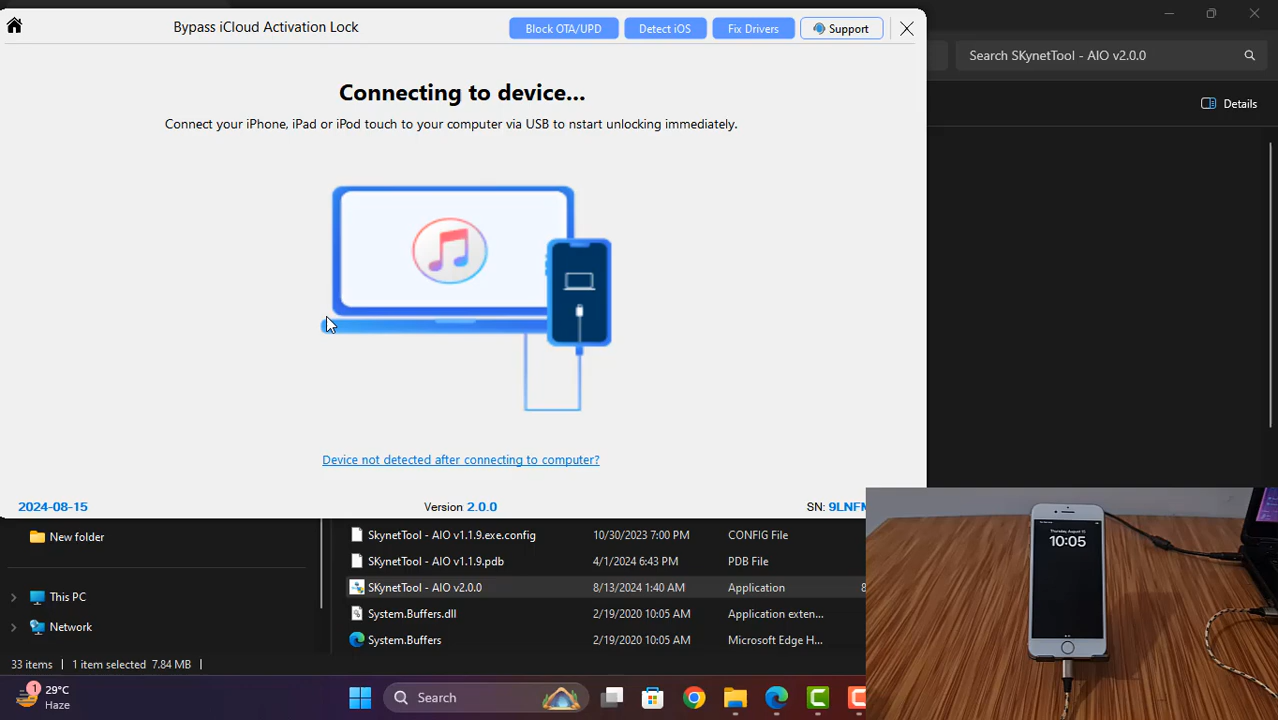 Bypass iCloud Activation Lock
Block OTA/UPD
Detect iOS
Fix Drivers
Support
Search SKynetTool - AIO v2.0.0
Details
Connecting to device...
Connect your iPhone, iPad or iPod touch to your computer via USB to nstart unlocking immediately.
Device not detected after connecting to computer?
2024-08-15
Version 2.0.0
SN: 9LNFM
New folder
This PC
Network
SkynetTool - AIO v1.1.9.exe.config 10/30/2023 7:00 PM CONFIG File
SkynetTool - AIO v1.1.9.pdb 4/1/2024 6:43 PM PDB File
SKynetTool - AIO v2.0.0 8/13/2024 1:40 AM Application 8
System.Buffers.dll 2/19/2020 10:05 AM Application exten...
System.Buffers 2/19/2020 10:05 AM Microsoft Edge H...
33 items 1 item selected 7.84 MB
1
29°C
Haze
Search
10:05